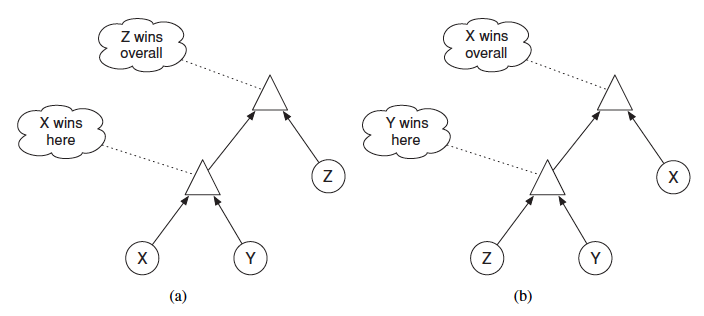 Z wins
overall
X wins
here
Z
X
Y
(a)
X wins
overall
Y wins
here
X
Z
Y
(b)